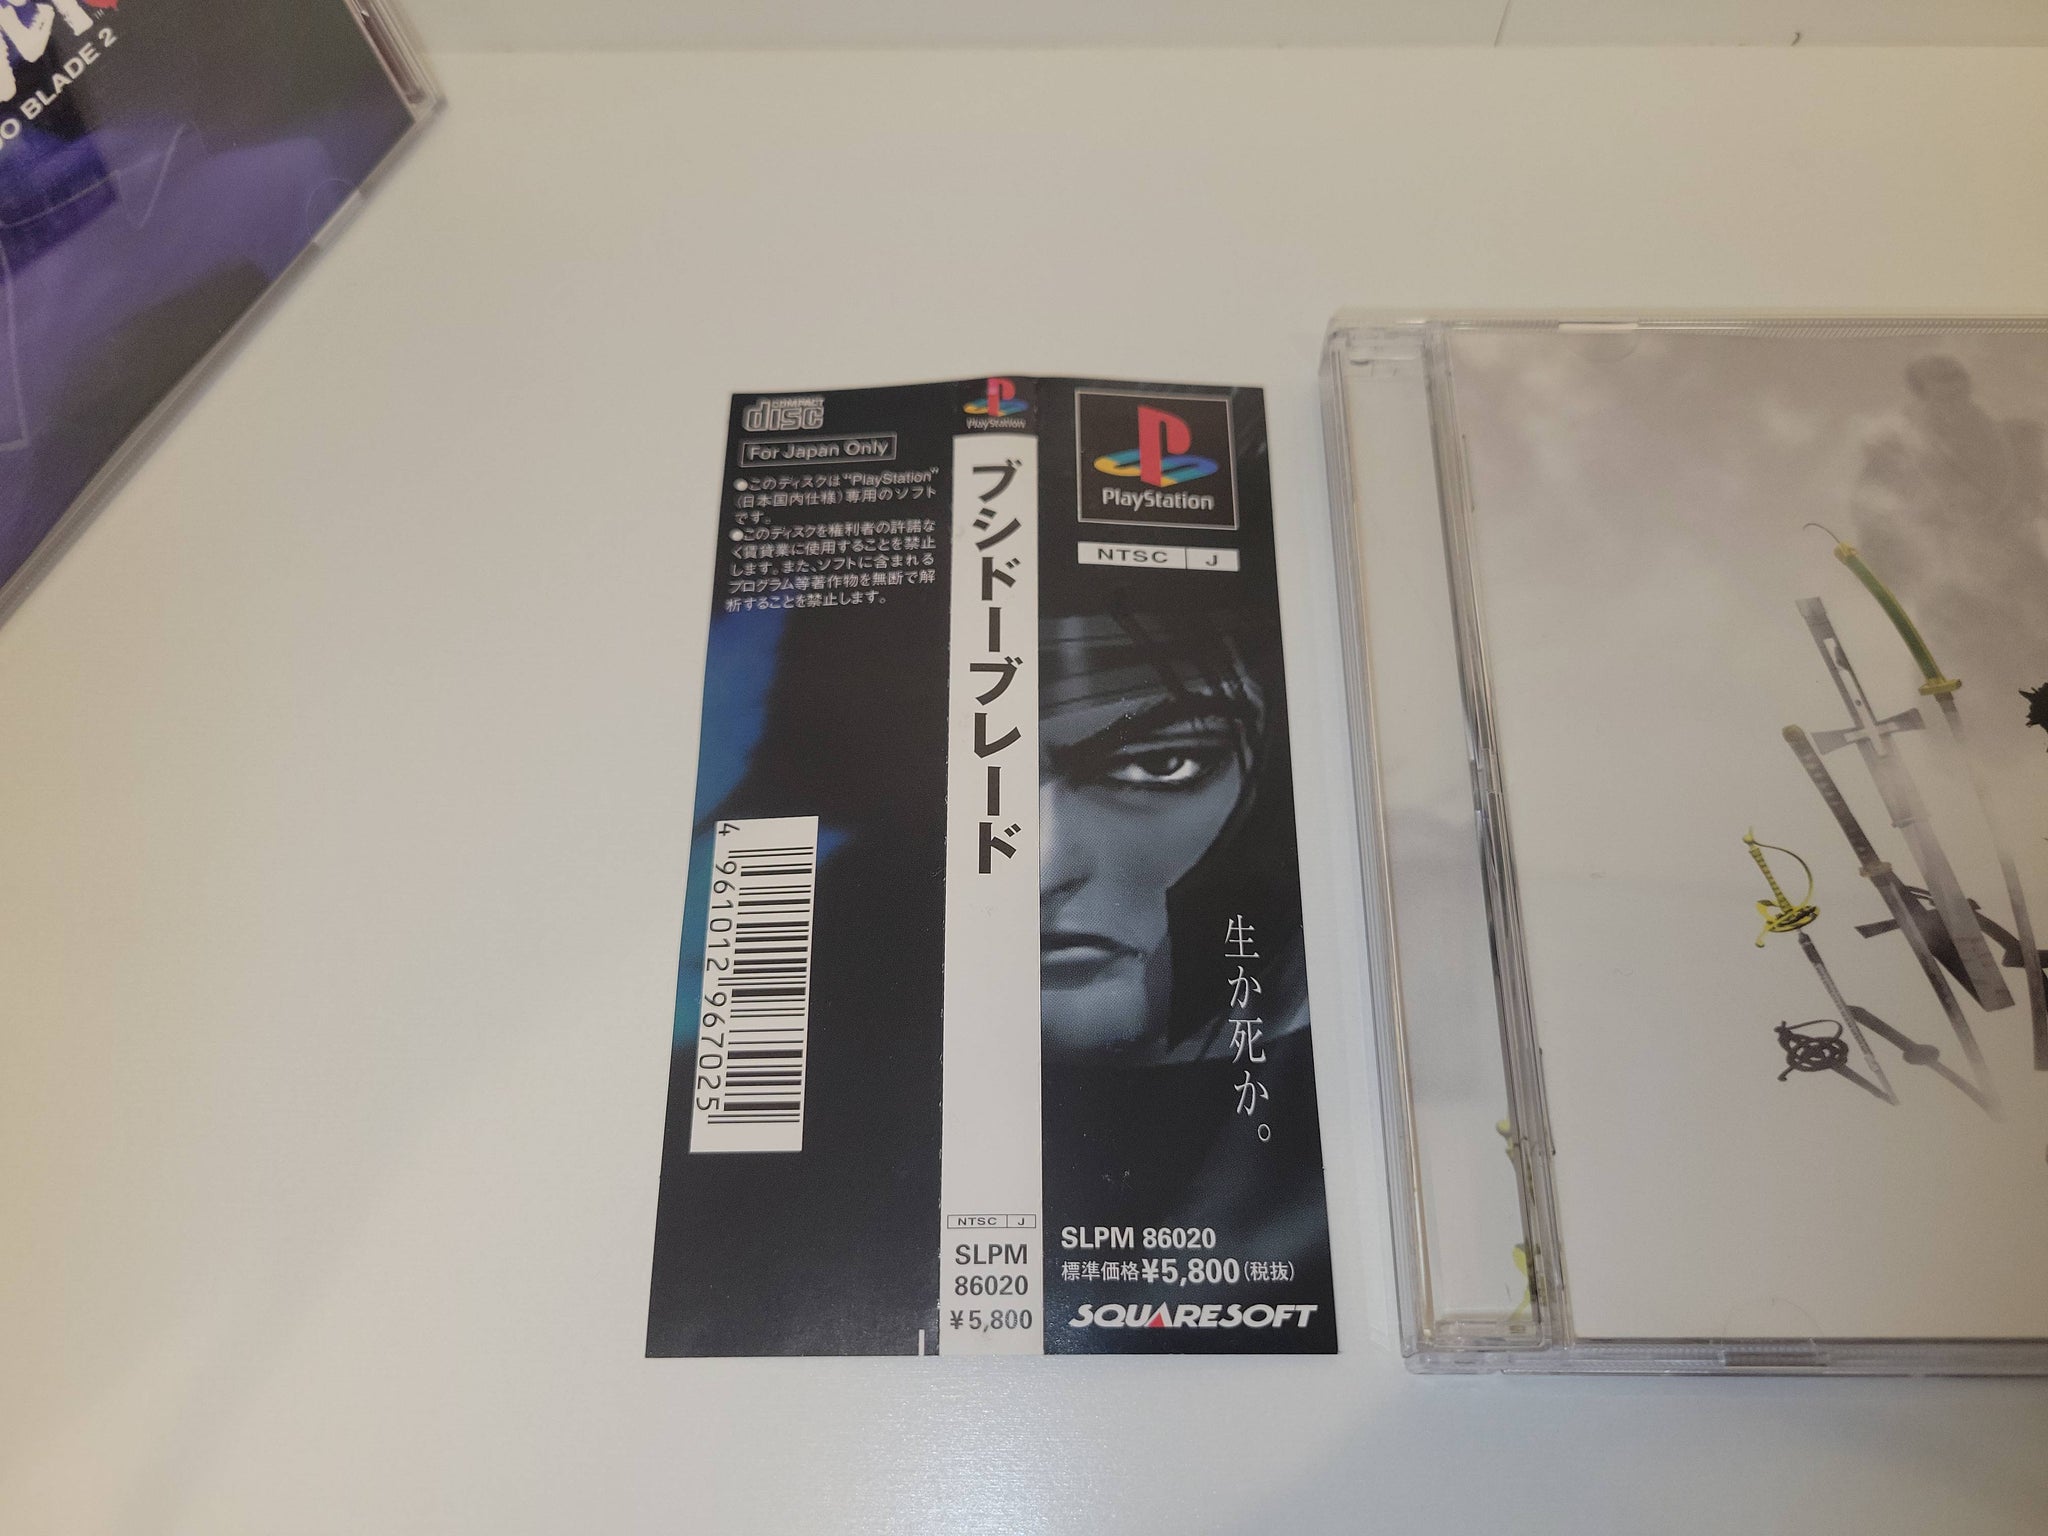 BLADE 2
COMPACT
disc
For Japan Only
●このディスクは“PlayStation”
(日本国内仕様)専用のソフト
です。
●このディスクを権利者の許諾な
く賃貸業に使用することを禁止
します。また、ソフトに含まれる
プログラム等著作物を無断で解
析することを禁止します。
4 961012 967025
PlayStation
ブシドーブレード
NTSC J
SLPM
86020
¥5,800
PlayStation
NTSC J
生か死か。
SLPM 86020
標準価格¥5,800(税抜)
SQUARESOFT